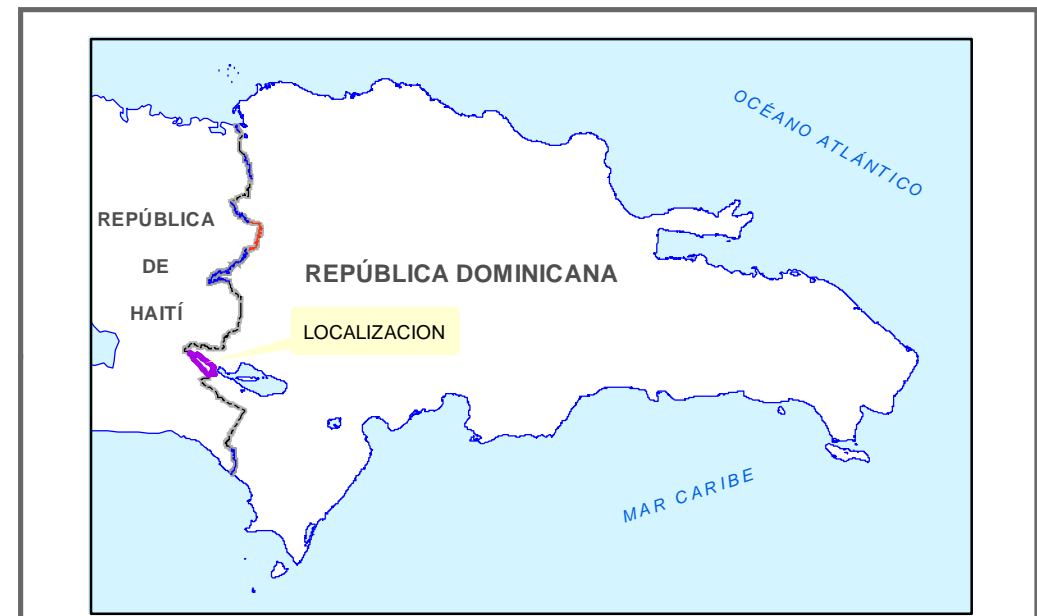 OCÉANO ATLÁNTICO
REPÚBLICA
DE
HAITÍ
REPÚBLICA DOMINICANA
LOCALIZACION
MAR CARIBE